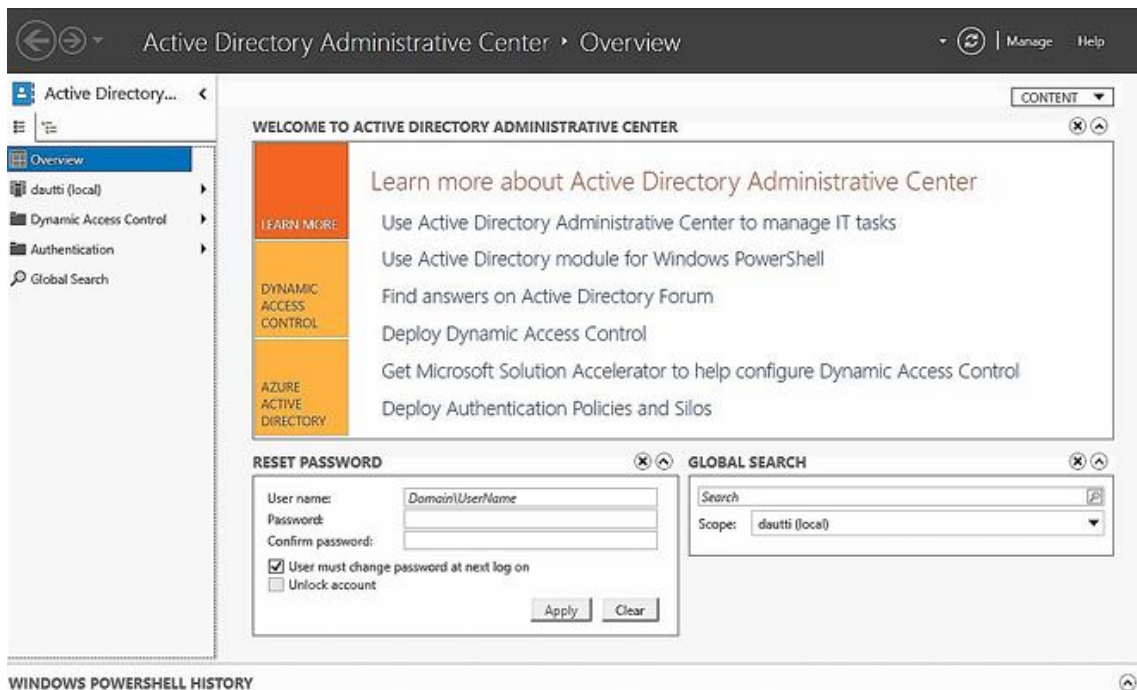 Active Directory Administrative Center ‣ Overview
Manage
Help
Active Directory...
Overview
dautti (local)
Dynamic Access Control
Authentication
Global Search
CONTENT
WELCOME TO ACTIVE DIRECTORY ADMINISTRATIVE CENTER
LEARN MORE
DYNAMIC
ACCESS
CONTROL
AZURE
ACTIVE
DIRECTORY
Learn more about Active Directory Administrative Center
Use Active Directory Administrative Center to manage IT tasks
Use Active Directory module for Windows PowerShell
Find answers on Active Directory Forum
Deploy Dynamic Access Control
Get Microsoft Solution Accelerator to help configure Dynamic Access Control
Deploy Authentication Policies and Silos
RESET PASSWORD
User name: Domain\UserName
Password:
Confirm password:
User must change password at next log on
Unlock account
Apply
Clear
GLOBAL SEARCH
Search
Scope: dautti (local)
WINDOWS POWERSHELL HISTORY